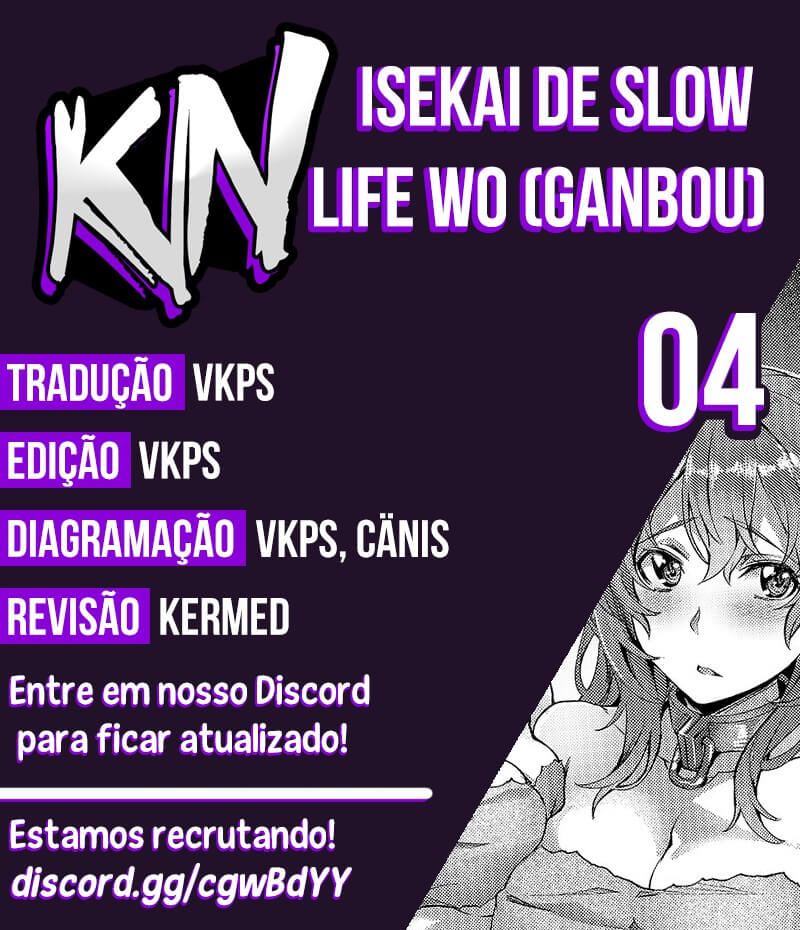 KN
ISEKAI DE SLOW
LIFE WO (GANBOU)
04
TRADUÇÃO VKPS
EDIÇÃO VKPS
DIAGRAMAÇÃO VKPS, CÄNIS
REVISÃO KERMED
Entre em nosso Discord
para ficar atualizado!
Estamos recrutando!
discord.gg/cgwBdYY